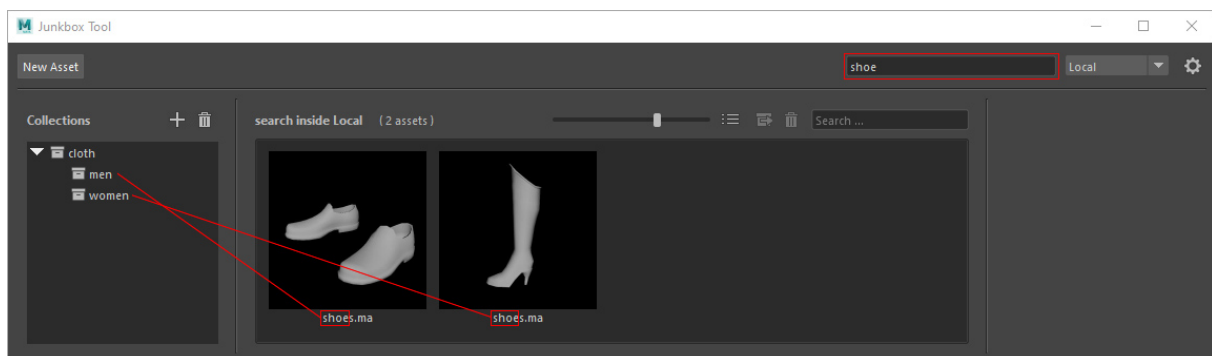 Junkbox Tool
New Asset
shoe
Local
Collections
search inside Local ( 2 assets )
Search ...
cloth
men
women
shoes.ma
shoes.ma